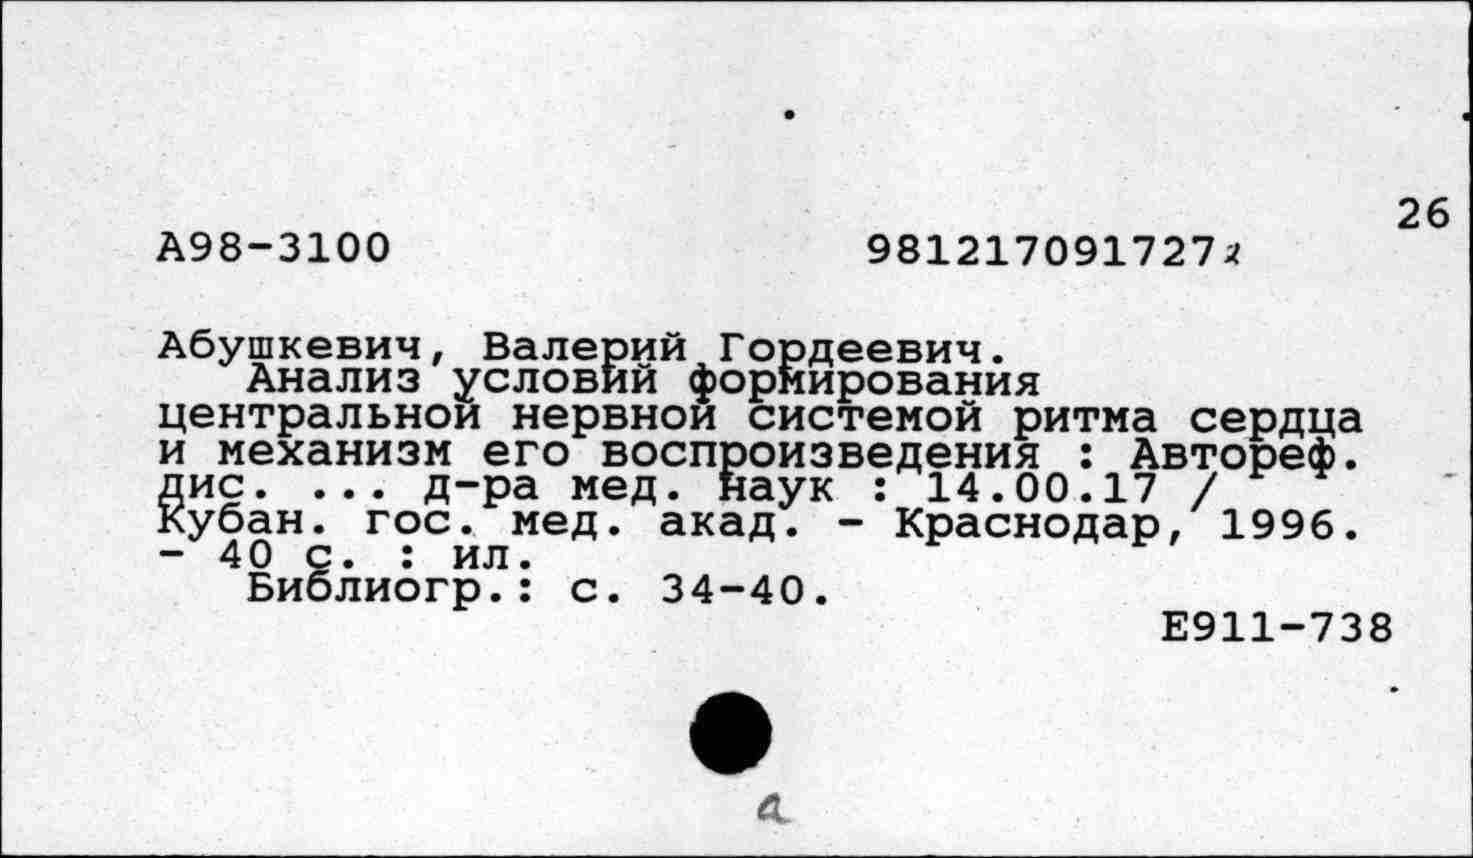 26
А98-3100 981217091727
Абушкевич, Валерий Гордеевич.
Анализ условий формирования
центральной нервной системой ритма сердца
и механизм его воспроизведения : Автореф.
дис. ... д-ра мед. наук : 14.00.17 /
Кубан. гос. мед. акад. - Краснодар, 1996.
- 40 с. : ил.
Библиогр.: с. 34-40.
Е911-738
а